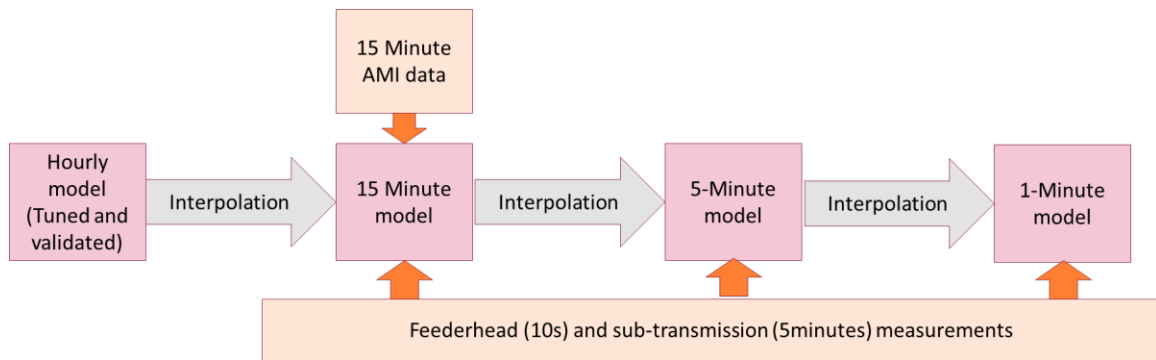 15 Minute
AMI data
Hourly
model
(Tuned and
validated)
Interpolation
15 Minute
model
Interpolation
5-Minute
model
Interpolation
1-Minute
model
Feederhead (10s) and sub-transmission (5minutes) measurements